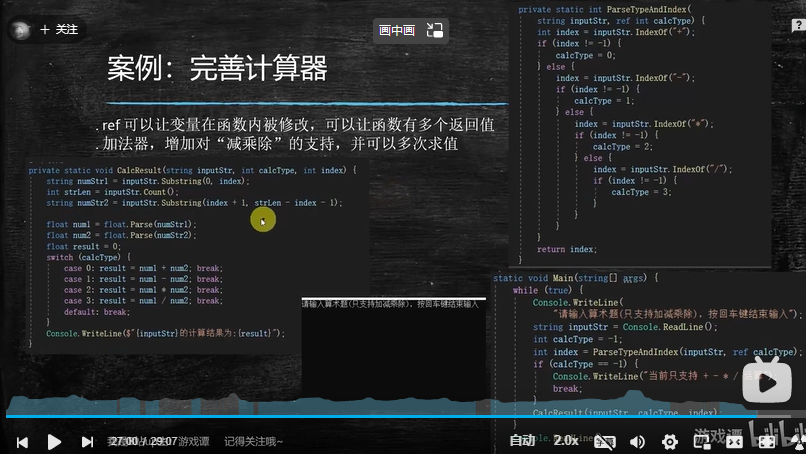 + 关注
画中画
案例：完善计算器
. ref 可以让变量在函数内被修改，可以让函数有多个返回值
. 加法器，增加对“减乘除”的支持，并可以多次求值
private static void CalcResult(string inputStr, int calcType, int index) {
string numStr1 = inputStr.Substring(0, index);
int strLen = inputStr.Count();
string numStr2 = inputStr.Substring(index + 1, strLen - index - 1);
float num1 = float.Parse(numStr1);
float num2 = float.Parse(numStr2);
float result = 0;
switch (calcType) {
case 0: result = num1 + num2; break;
case 1: result = num1 - num2; break;
case 2: result = num1 * num2; break;
case 3: result = num1 / num2; break;
default: break;
}
Console.WriteLine($"{inputStr}的计算结果为:{result}");
}
请输入算术题(只支持加减乘除)，按回车键结束输入
private static int ParseTypeAndIndex(
string inputStr, ref int calcType) {
int index = inputStr.IndexOf("+");
if (index != -1) {
calcType = 0;
} else {
index = inputStr.IndexOf("-");
if (index != -1) {
calcType = 1;
} else {
index = inputStr.IndexOf("*");
if (index != -1) {
calcType = 2;
} else {
index = inputStr.IndexOf("/");
if (index != -1) {
calcType = 3;
}
}
}
}
return index;
}
static void Main(string[] args) {
while (true) {
Console.WriteLine(
"请输入算术题(只支持加减乘除)，按回车键结束输入");
string inputStr = Console.ReadLine();
int calcType = -1;
int index = ParseTypeAndIndex(inputStr, ref calcType);
if (calcType == -1) {
Console.WriteLine("当前只支持 + - * /
break;
}
CalcResult(inputStr, calcType, index);
27:00 / 29:07
游戏谭
记得关注哦~
自动
2.0x
游戏谭
bilibili